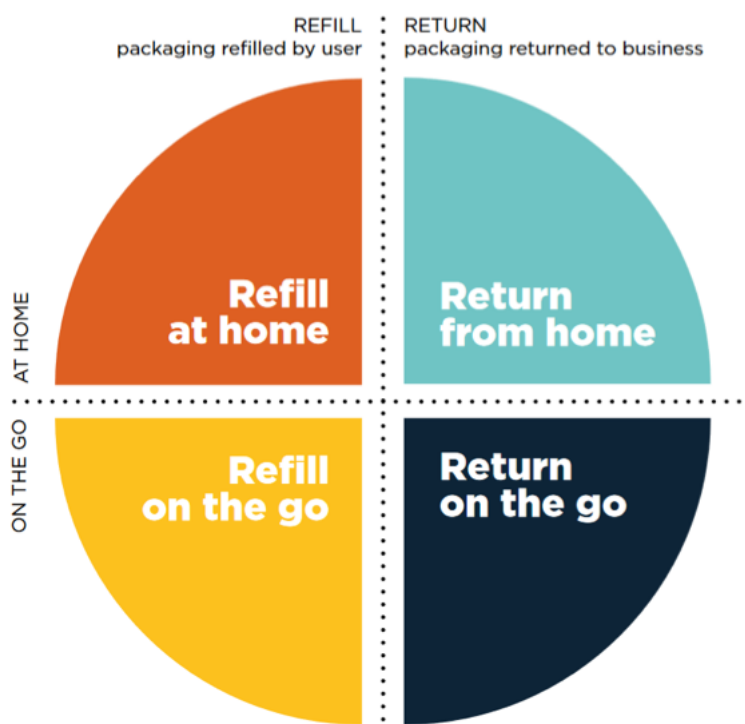 REFILL
packaging refilled by user
RETURN
packaging returned to business
AT HOME
Refill
at home
Return
from home
ON THE GO
Refill
on the go
Return
on the go